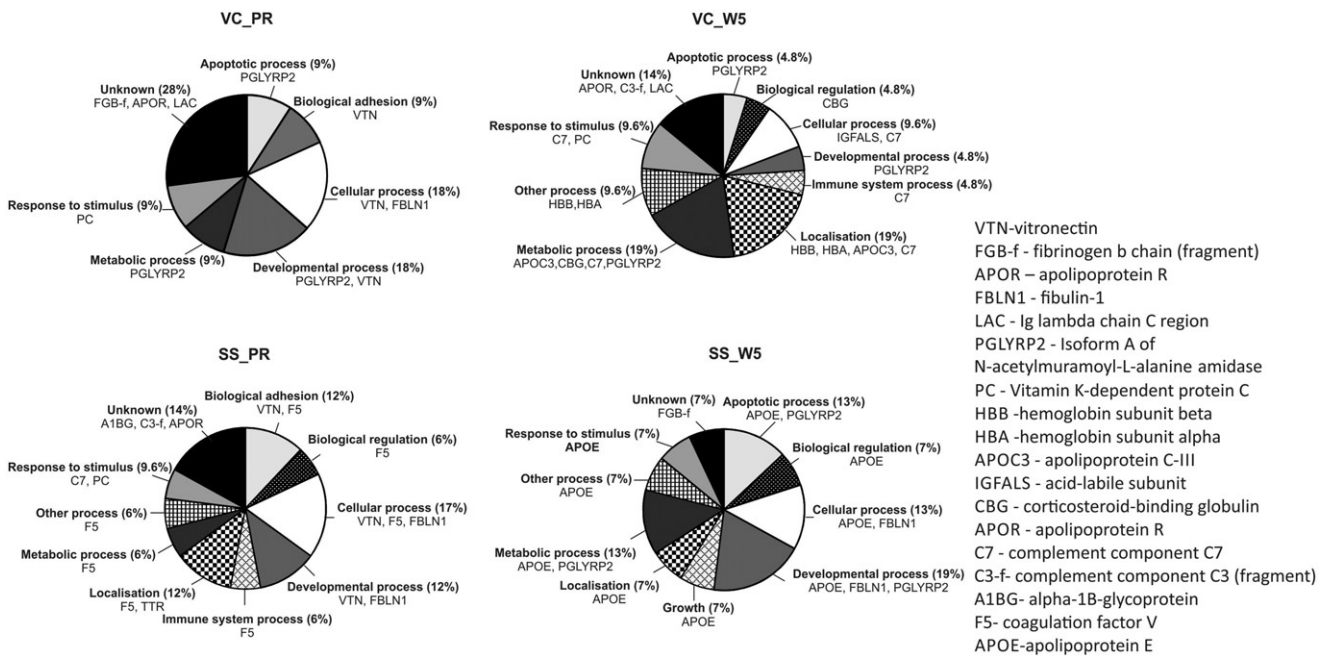 VC_PR
Apoptotic process (9%)
PGLYRP2
Unknown (28%)
FGB-f, APOR, LAC
Biological adhesion (9%)
VTN
Cellular process (18%)
VTN, FBLN1
Response to stimulus (9%)
PC
Metabolic process (9%)
PGLYRP2
Developmental process (18%)
PGLYRP2, VTN
VC_W5
Apoptotic process (4.8%)
PGLYRP2
Unknown (14%)
APOR, C3-f, LAC
Biological regulation (4.8%)
CBG
Cellular process (9.6%)
IGFALS, C7
Response to stimulus (9.6%)
C7, PC
Developmental process (4.8%)
PGLYRP2
Immune system process (4.8%)
C7
Other process (9.6%)
HBB,HBA
Metabolic process (19%)
APOC3,CBG,C7,PGLYRP2
Localisation (19%)
HBB, HBA, APOC3, C7
SS_PR
Biological adhesion (12%)
VTN, F5
Unknown (14%)
A1BG, C3-f, APOR
Biological regulation (6%)
F5
Response to stimulus (9.6%)
C7, PC
Cellular process (17%)
VTN, F5, FBLN1
Other process (6%)
F5
Metabolic process (6%)
F5
Developmental process (12%)
VTN, FBLN1
Localisation (12%)
F5, TTR
Immune system process (6%)
F5
SS_W5
Apoptotic process (13%)
APOE, PGLYRP2
Unknown (7%)
FGB-f
Biological regulation (7%)
APOE
Response to stimulus (7%)
APOE
Other process (7%)
APOE
Cellular process (13%)
APOE, FBLN1
Metabolic process (13%)
APOE, PGLYRP2
Developmental process (19%)
APOE, FBLN1, PGLYRP2
Localisation (7%)
APOE
Growth (7%)
APOE
VTN-vitronectin
FGB-f - fibrinogen b chain (fragment)
APOR – apolipoprotein R
FBLN1 - fibulin-1
LAC - Ig lambda chain C region
PGLYRP2 - Isoform A of
N-acetylmuramoyl-L-alanine amidase
PC - Vitamin K-dependent protein C
HBB -hemoglobin subunit beta
HBA -hemoglobin subunit alpha
APOC3 - apolipoprotein C-III
IGFALS - acid-labile subunit
CBG - corticosteroid-binding globulin
APOR - apolipoprotein R
C7 - complement component C7
C3-f- complement component C3 (fragment)
A1BG- alpha-1B-glycoprotein
F5- coagulation factor V
APOE-apolipoprotein E